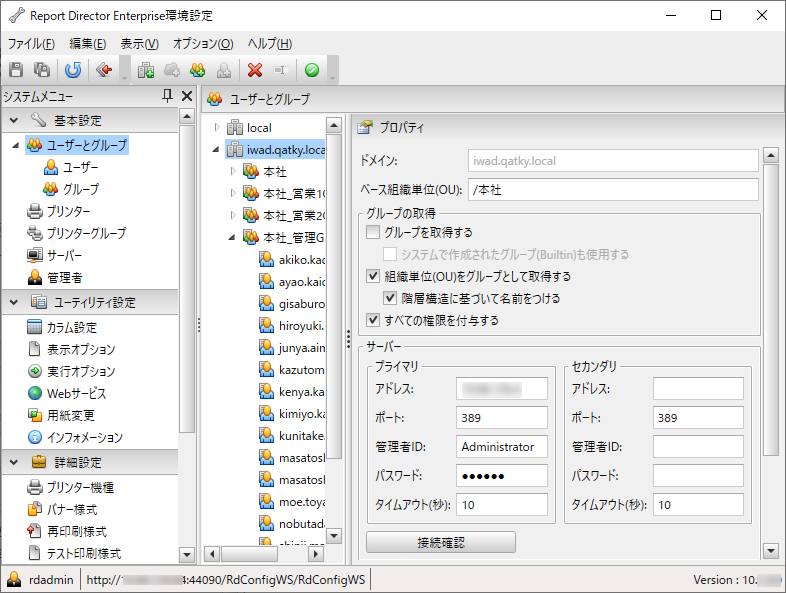 Report Director Enterprise環境設定
ファイル(F) 編集(E) 表示(V) オプション(O) ヘルプ(H)
システムメニュー
基本設定
ユーザーとグループ
ユーザー
グループ
プリンター
プリンターグループ
サーバー
管理者
ユーティリティ設定
カラム設定
表示オプション
実行オプション
Webサービス
用紙変更
インフォメーション
詳細設定
プリンター機種
バナー様式
再印刷様式
テスト印刷様式
ユーザーとグループ
local
iwad.qatky.loca
本社
本社_営業1
本社_営業2
本社_管理G
akiko.kad
ayao.kaid
gisaburo
hiroyuki.
junya.aim
kazutom
kenya.ka
kimiyo.ka
kunitake.
masatosh
masatosh
moe.toya
nobutada
プロパティ
ドメイン: iwad.qatky.local
ベース組織単位(OU): /本社
グループの取得
グループを取得する
システムで作成されたグループ(Builtin)も使用する
組織単位(OU)をグループとして取得する
階層構造に基づいて名前をつける
すべての権限を付与する
サーバー
プライマリ
アドレス:
ポート: 389
管理者ID: Administrator
パスワード: ●●●●●●
タイムアウト(秒): 10
セカンダリ
アドレス:
ポート: 389
管理者ID:
パスワード:
タイムアウト(秒): 10
接続確認
rdadmin http://1 4:44090/RdConfigWS/RdConfigWS Version : 10.